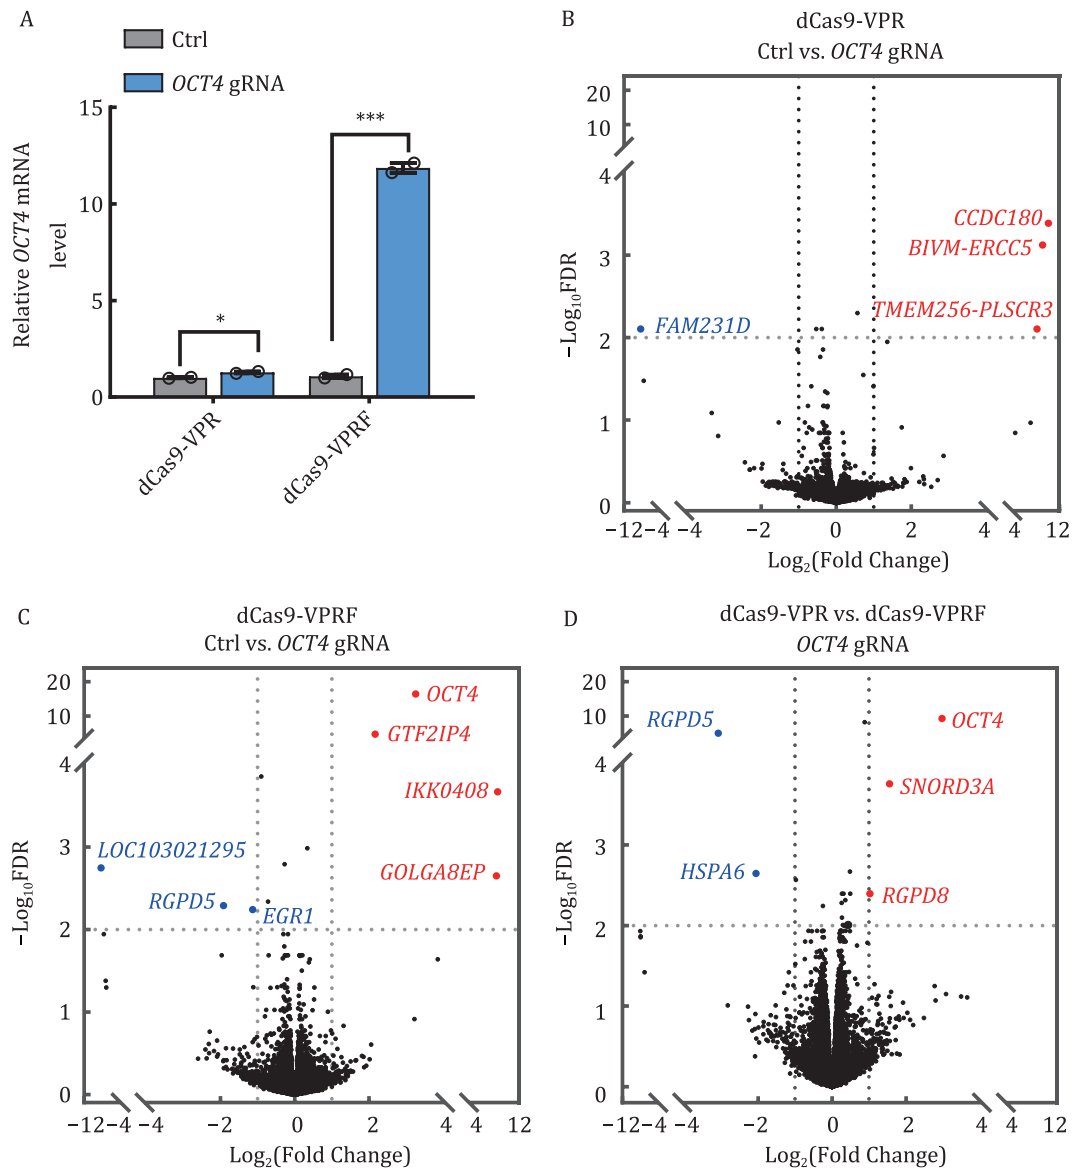 A
Ctrl
OCT4 gRNA
Relative OCT4 mRNA
level
15
10
5
0
*
***
dCas9-VPR
dCas9-VPRF
B
dCas9-VPR
Ctrl vs. OCT4 gRNA
−Log10FDR
20
10
4
3
2
1
0
CCDC180
BIVM-ERCC5
TMEM256-PLSCR3
FAM231D
−12 −4 −4 −2 0 2 4 4 12
Log2(Fold Change)
C
dCas9-VPRF
Ctrl vs. OCT4 gRNA
−Log10FDR
20
10
4
3
2
1
0
OCT4
GTF2IP4
IKK0408
GOLGA8EP
LOC103021295
RGPD5
EGR1
−12 −4 −4 −2 0 2 4 4 12
Log2(Fold Change)
D
dCas9-VPR vs. dCas9-VPRF
OCT4 gRNA
−Log10FDR
20
10
4
3
2
1
0
RGPD5
OCT4
SNORD3A
HSPA6
RGPD8
−12 −4 −4 −2 0 2 4 4 12
Log2(Fold Change)